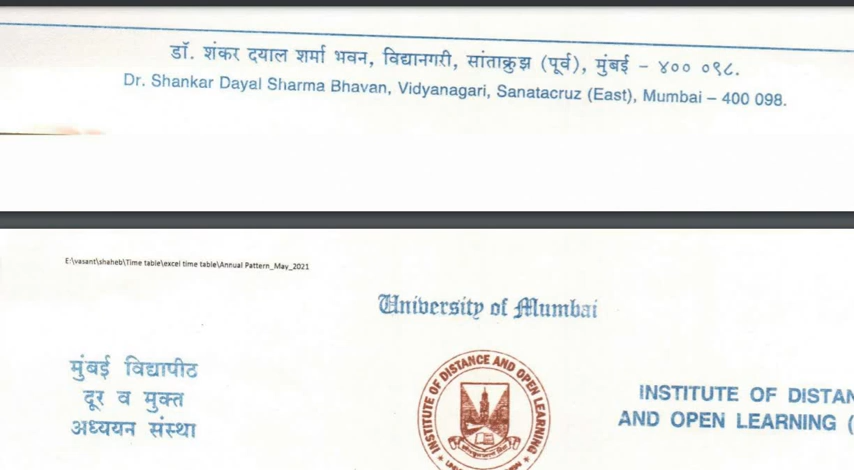 डॉ. शंकर दयाल शर्मा भवन, विद्यानगरी, सांताक्रुझ (पूर्व), मुंबई – ४०० ०९८.
Dr. Shankar Dayal Sharma Bhavan, Vidyanagari, Sanatacruz (East), Mumbai – 400 098.
E:\vasant\shaheb\Time table\excel time table\Annual Pattern_May_2021
University of Mumbai
मुंबई विद्यापीठ
दूर व मुक्त
अध्ययन संस्था
INSTITUTE OF DISTANCE AND OPEN LEARNING
INSTITUTE OF DISTAN
AND OPEN LEARNING (